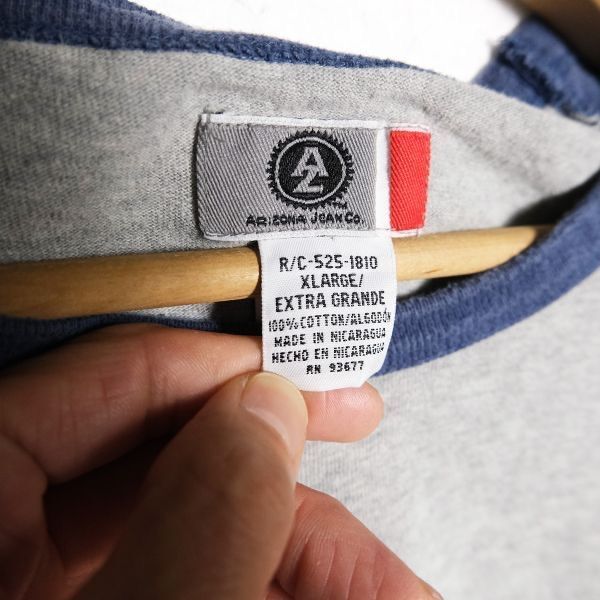 AZ
TM
ARIZONA JEAN CO.
R/C-525-1810
XLARGE/
EXTRA GRANDE
100% COTTON/ALGODÓN
MADE IN NICARAGUA
HECHO EN NICARAGUA
RN 93677